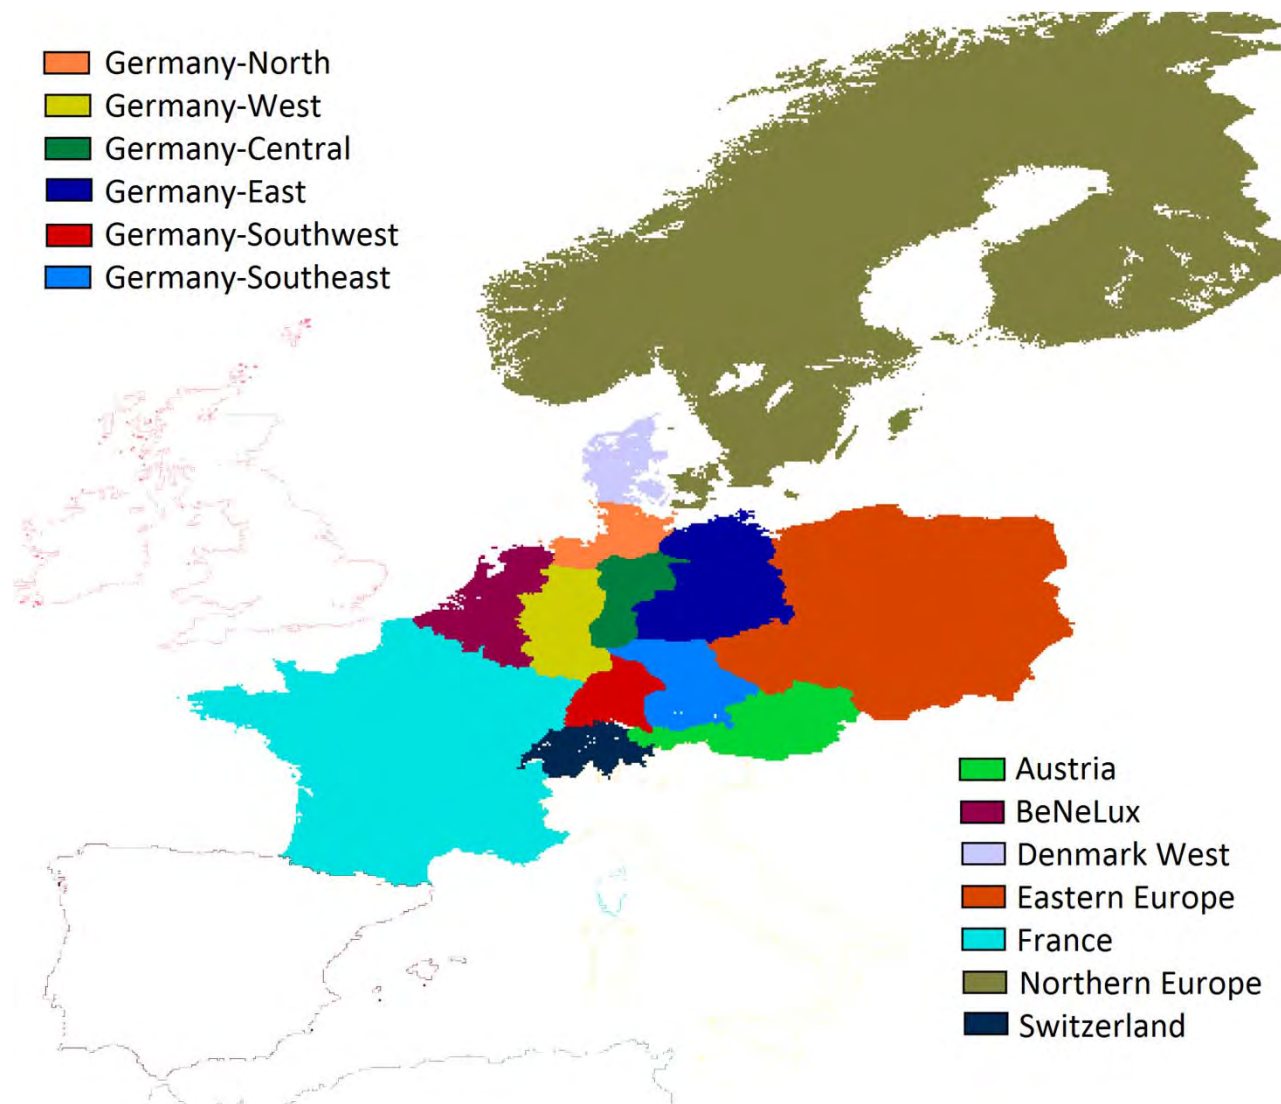 Germany-North
Germany-West
Germany-Central
Germany-East
Germany-Southwest
Germany-Southeast
Austria
BeNeLux
Denmark West
Eastern Europe
France
Northern Europe
Switzerland